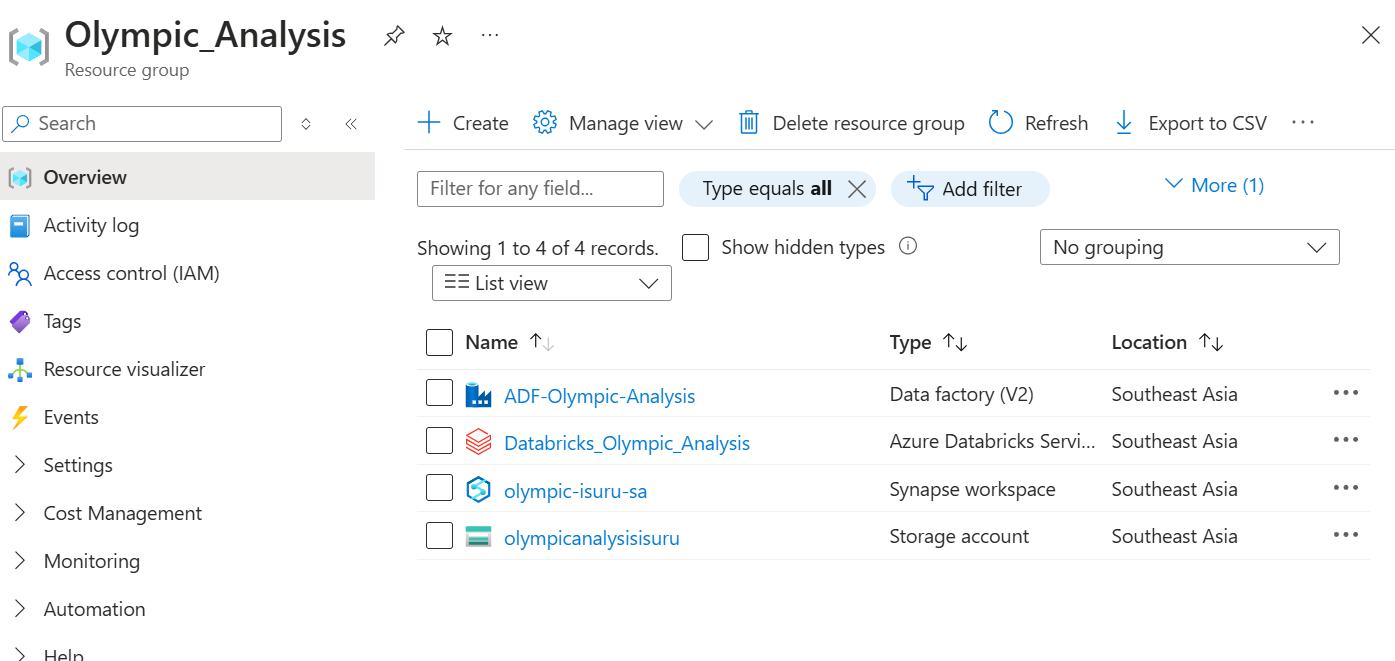 Olympic_Analysis
Resource group
Search
Overview
Activity log
Access control (IAM)
Tags
Resource visualizer
Events
Settings
Cost Management
Monitoring
Automation
Help
Create Manage view Delete resource group Refresh Export to CSV
Filter for any field... Type equals all Add filter More (1)
Showing 1 to 4 of 4 records. Show hidden types No grouping
List view
Name Type Location
ADF-Olympic-Analysis Data factory (V2) Southeast Asia
Databricks_Olympic_Analysis Azure Databricks Servi... Southeast Asia
olympic-isuru-sa Synapse workspace Southeast Asia
olympicanalysisisuru Storage account Southeast Asia